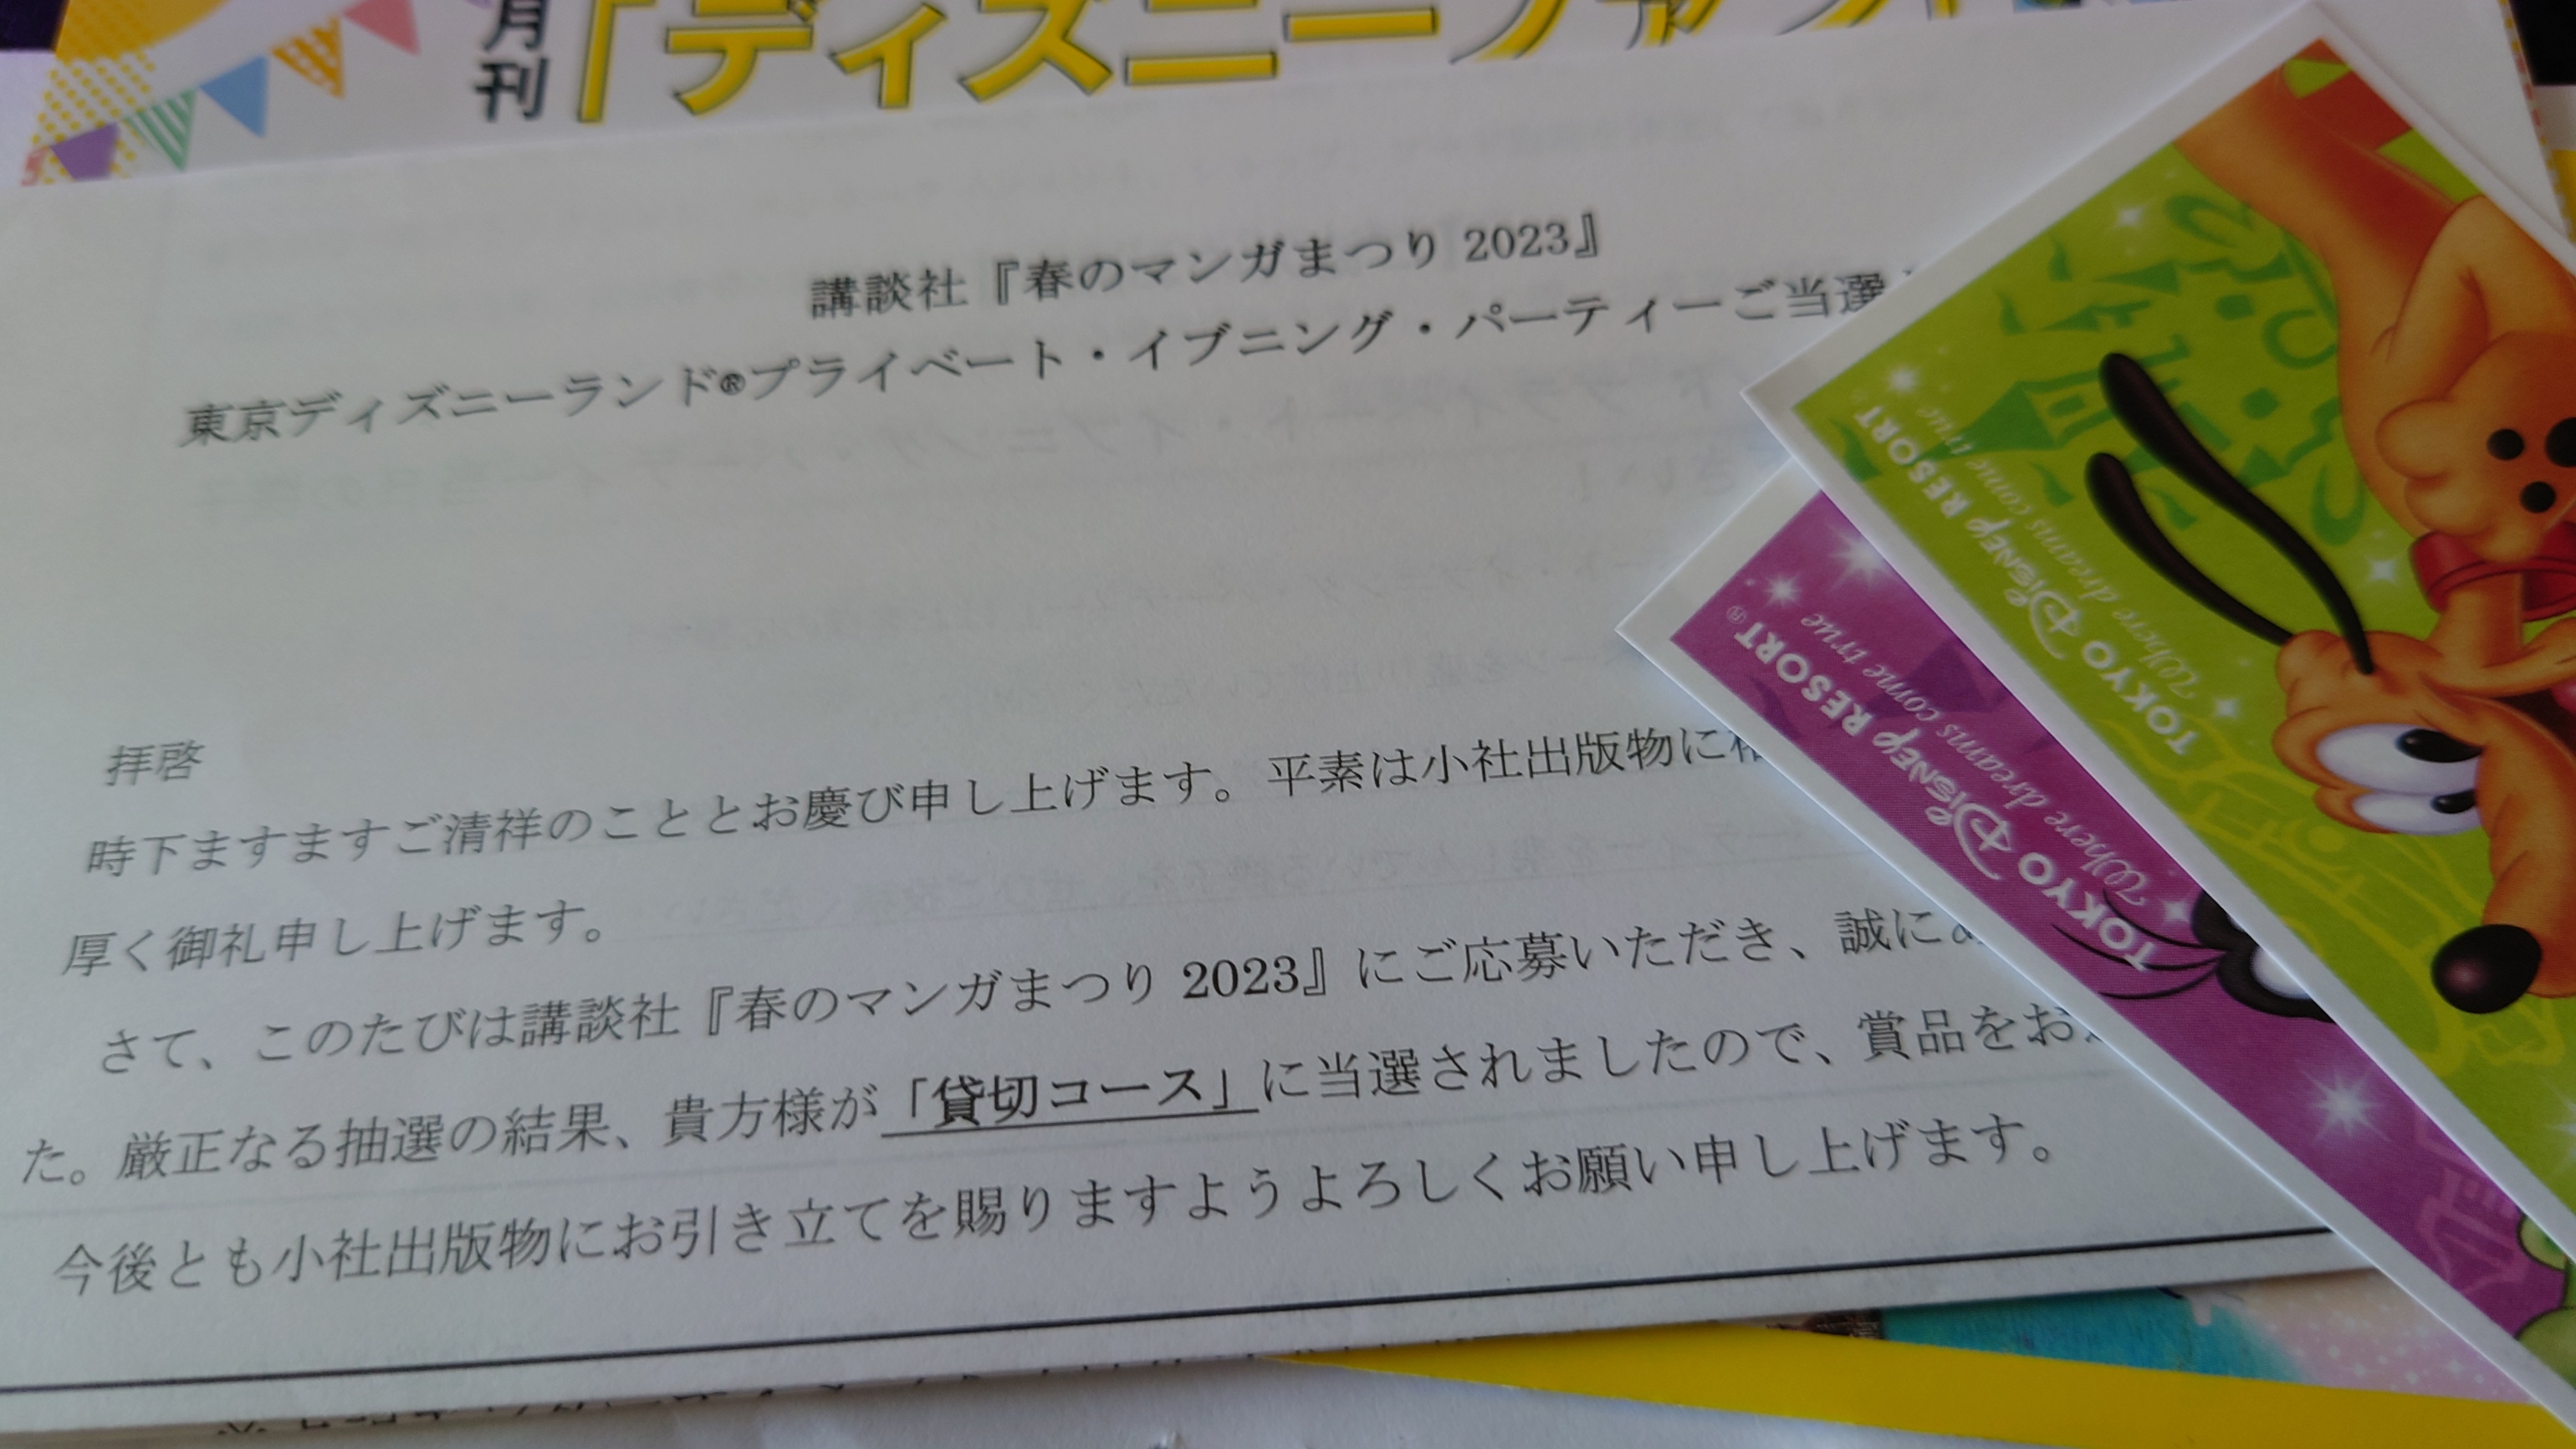 月刊
「ディズニーファン
講談社『春のマンガまつり 2023』
東京ディズニーランド®プライベート・イブニング・パーティーご当選
拝啓
時下ますますご清祥のこととお慶び申し上げます。平素は小社出版物に
厚く御礼申し上げます。
さて、このたびは講談社『春のマンガまつり 2023』にご応募いただき、誠に
た。厳正なる抽選の結果、貴方様が「貸切コース」に当選されましたので、賞品をお
今後とも小社出版物にお引き立てを賜りますようよろしくお願い申し上げます。
TOKYO Disney RESORT®
Where dreams come true
TOKYO Disney RESORT®
Where dreams come true